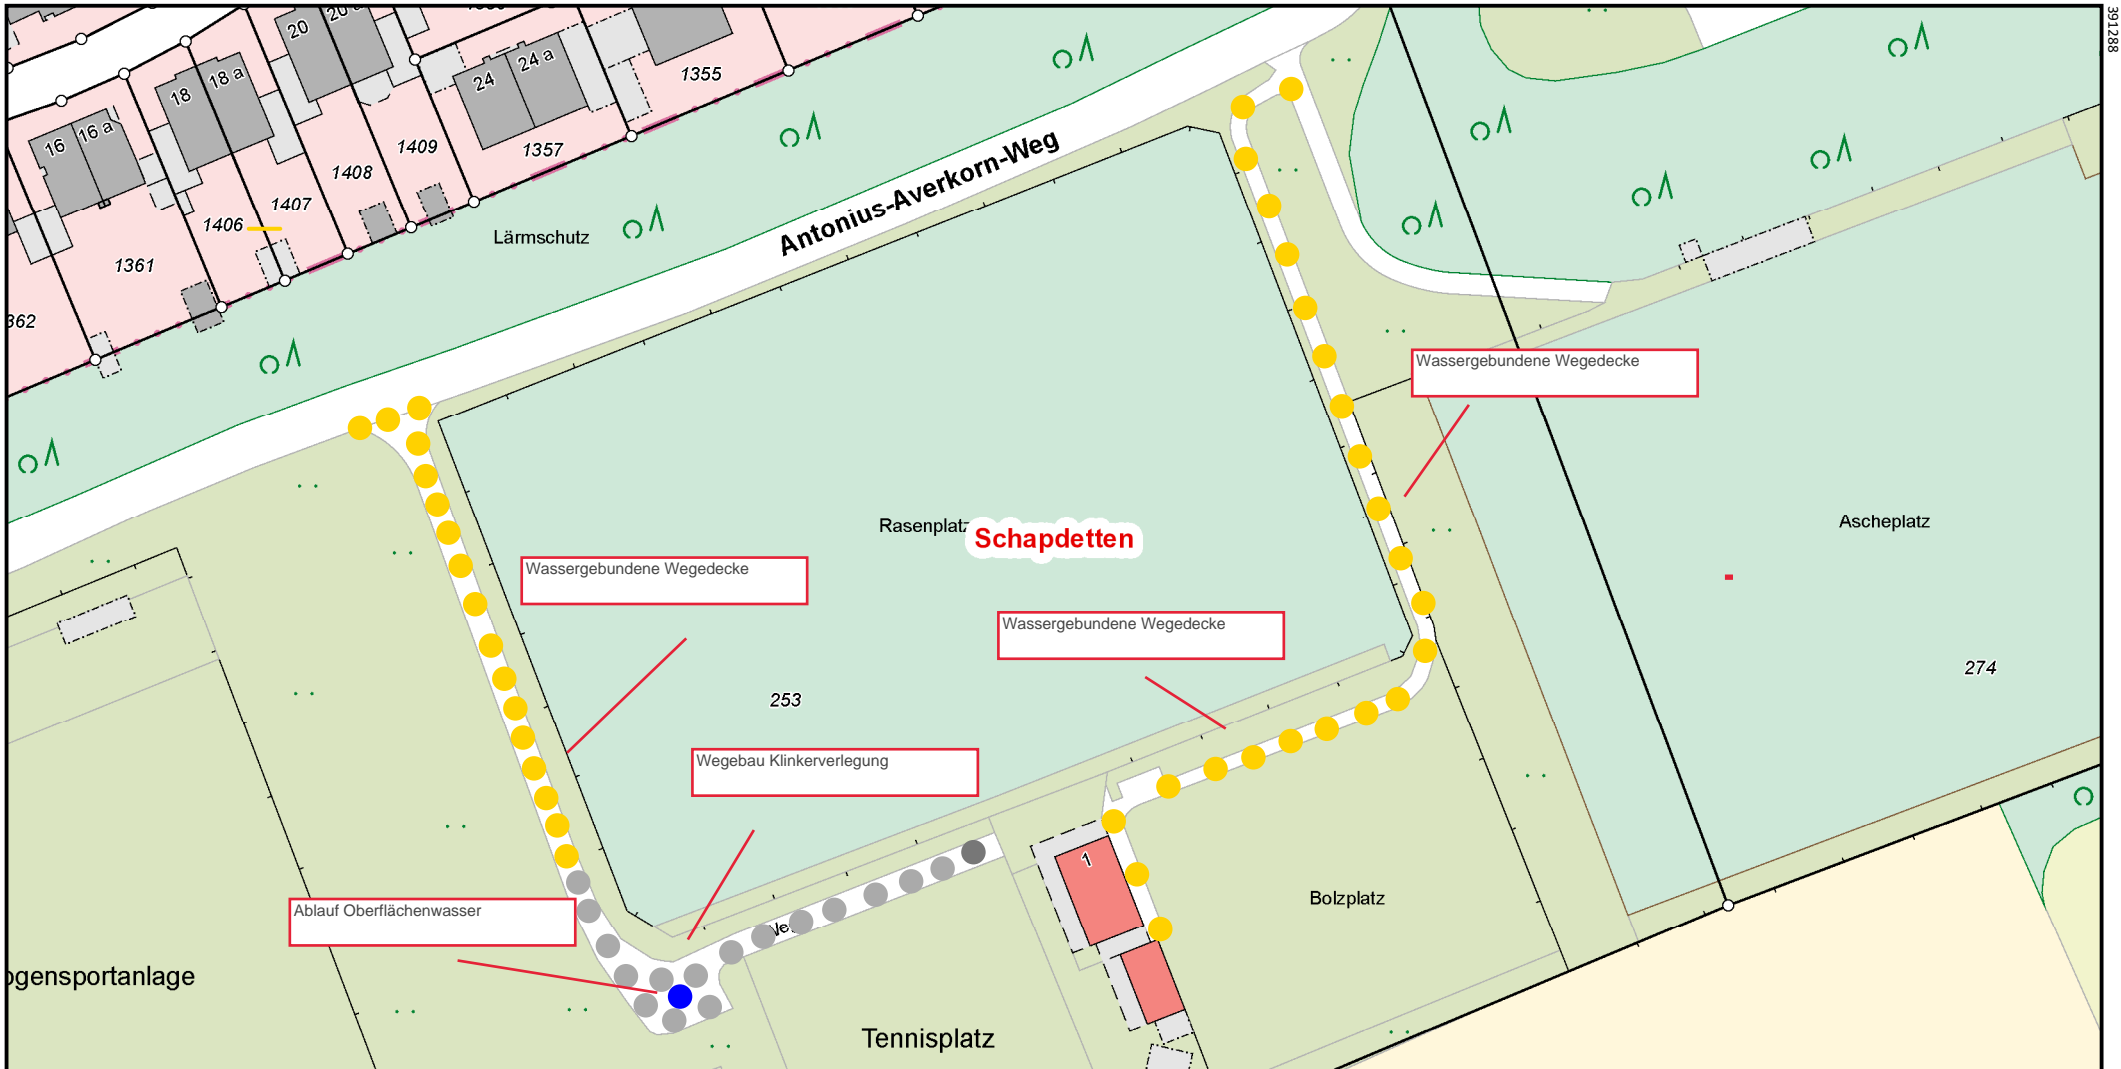 391288
20
20 a
18
18 a
24
24 a
1355
16
16 a
1409
1357
1408
1407
1406
1361
362
Lärmschutz
Antonius-Averkorn-Weg
Wassergebundene Wegedecke
Rasenplatz
Schapdetten
Ascheplatz
Wassergebundene Wegedecke
Wassergebundene Wegedecke
274
253
Wegebau Klinkerverlegung
1
Bolzplatz
Ablauf Oberflächenwasser
ogensportanlage
Tennisplatz